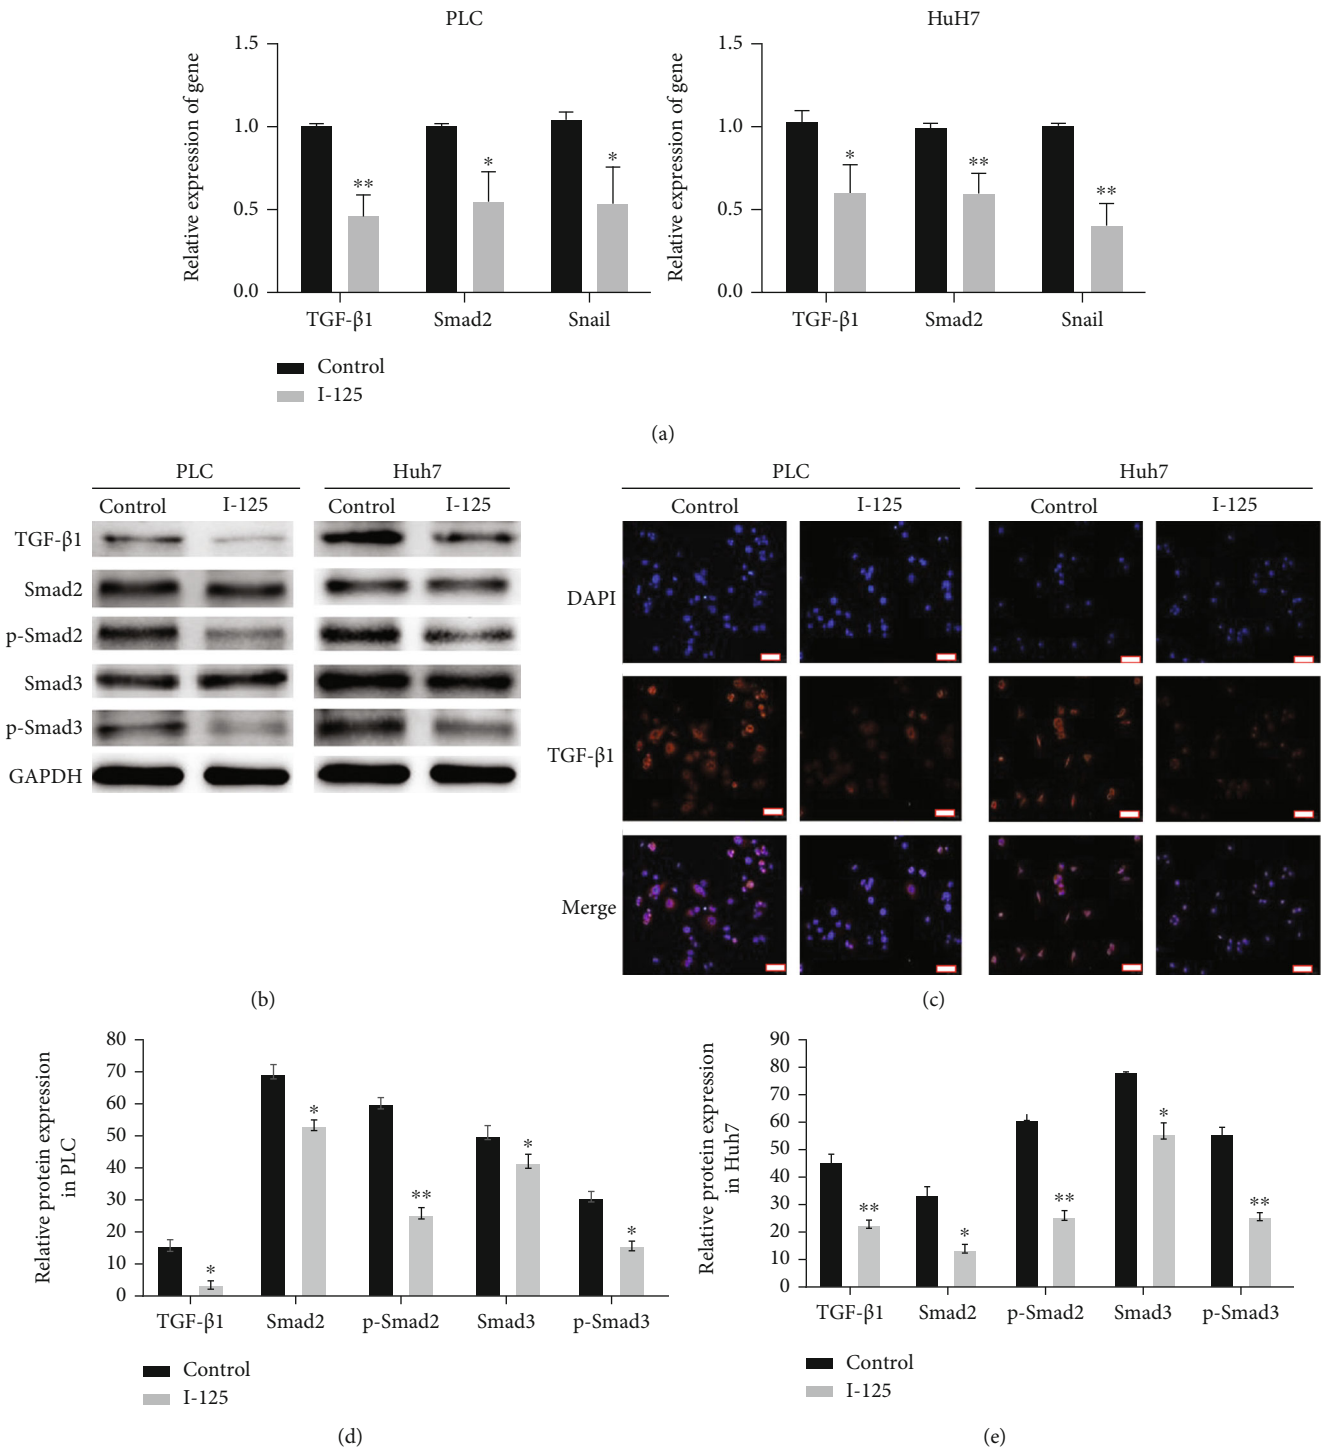 PLC
HuH7
Relative expression of gene
1.5
1.0
0.5
0.0
** * *
TGF-β1 Smad2 Snail
Relative expression of gene
1.5
1.0
0.5
0.0
* ** **
TGF-β1 Smad2 Snail
Control
I-125
(a)
PLC Huh7
Control I-125 Control I-125
TGF-β1
Smad2
p-Smad2
Smad3
p-Smad3
GAPDH
(b)
PLC Huh7
Control I-125 Control I-125
DAPI
TGF-β1
Merge
(c)
Relative protein expression
in PLC
80
70
60
50
40
30
20
10
0
* * ** * *
TGF-β1 Smad2 p-Smad2 Smad3 p-Smad3
Control
I-125
(d)
Relative protein expression
in Huh7
90
80
70
60
50
40
30
20
10
0
** * ** * **
TGF-β1 Smad2 p-Smad2 Smad3 p-Smad3
Control
I-125
(e)